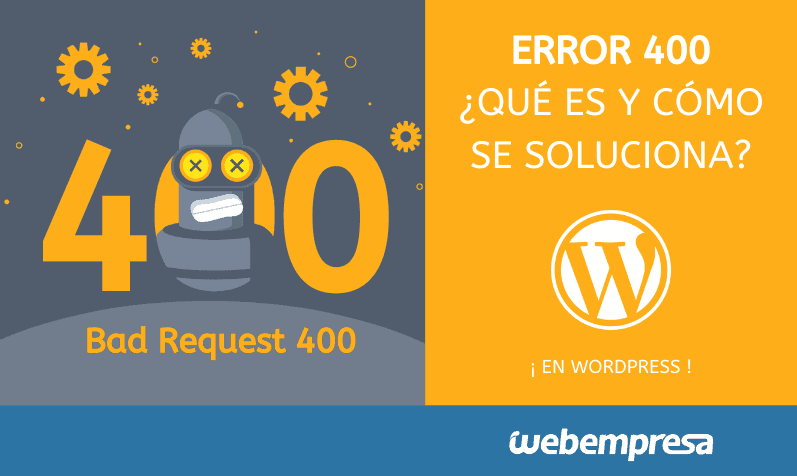 400
Bad Request 400
ERROR 400
¿QUÉ ES Y CÓMO
SE SOLUCIONA?
W
¡ EN WORDPRESS !
webempresa